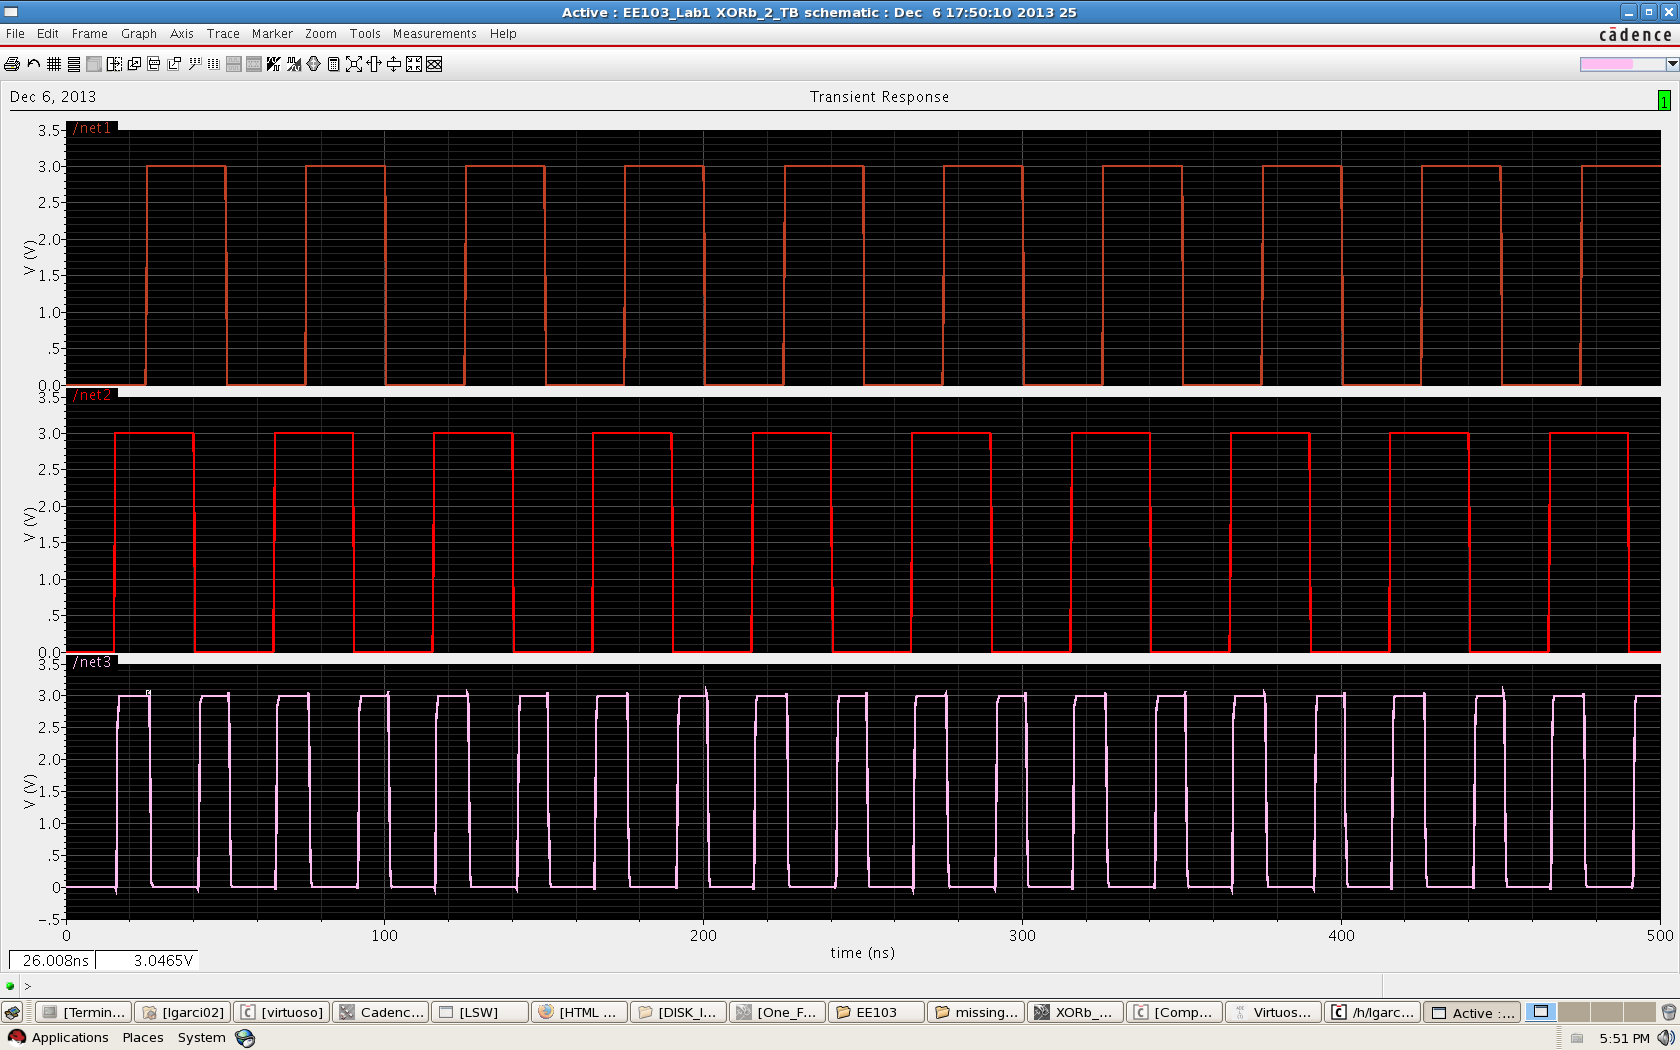 Active : EE103_Lab1 XORb_2_TB schematic : Dec  6 17:50:10 2013 25
File Edit Frame Graph Axis Trace Marker Zoom Tools Measurements Help
cādence
Dec 6, 2013 Transient Response 1
/net1
3.5
3.0
2.5
2.0
1.5
1.0
.5
0.0
V (V)
/net2
3.5
3.0
2.5
2.0
1.5
1.0
.5
0.0
V (V)
/net3
3.5
3.0
2.5
2.0
1.5
1.0
.5
0
-.5
V (V)
0 100 200 300 400 500
time (ns)
26.008ns 3.0465V
>
[Termin... [lgarci02] [virtuoso] Cadenc... [LSW] [HTML ... [DISK_I... [One_F... EE103 missing... XORb_... [Comp... Virtuos... /h/lgarc... Active :...
Applications Places System 5:51 PM